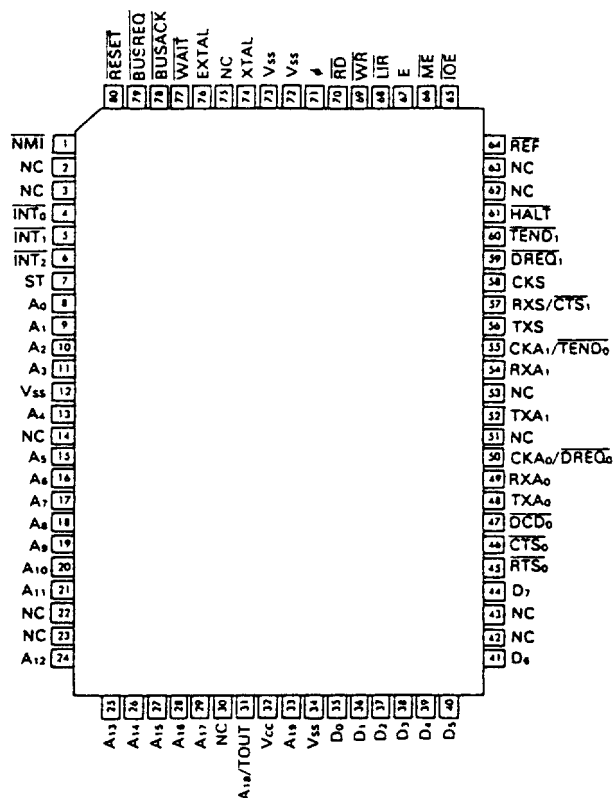 RESET BUSREQ BUSACK WAIT EXTAL NC XTAL Vss Vss φ RD WR LIR E ME IOE
80 79 78 77 76 75 74 73 72 71 70 69 68 67 66 65
NMI 1
NC 2
NC 3
INT0 4
INT1 5
INT2 6
ST 7
A0 8
A1 9
A2 10
A3 11
Vss 12
A4 13
NC 14
A5 15
A6 16
A7 17
A8 18
A9 19
A10 20
A11 21
NC 22
NC 23
A12 24
64 REF
63 NC
62 NC
61 HALT
60 TEND1
59 DREQ1
58 CKS
57 RXS/CTS1
56 TXS
55 CKA1/TEND0
54 RXA1
53 NC
52 TXA1
51 NC
50 CKA0/DREQ0
49 RXA0
48 TXA0
47 DCD0
46 CTS0
45 RTS0
44 D7
43 NC
42 NC
41 D6
25 26 27 28 29 30 31 32 33 34 35 36 37 38 39 40
A13 A14 A15 A16 A17 NC A18/TOUT Vcc A19 Vss D0 D1 D2 D3 D4 D5